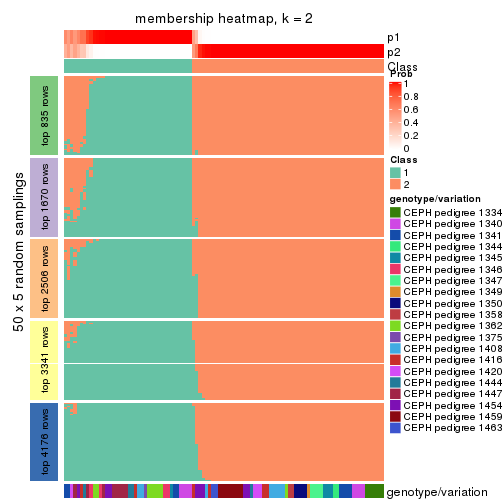 membership heatmap, k = 2
p1
p2
Class
50 x 5 random samplings
top 835 rows
top 1670 rows
top 2506 rows
top 3341 rows
top 4176 rows
genotype/variation
Prob
1
0.8
0.6
0.4
0.2
0
Class
1
2
genotype/variation
CEPH pedigree 1334
CEPH pedigree 1340
CEPH pedigree 1341
CEPH pedigree 1344
CEPH pedigree 1345
CEPH pedigree 1346
CEPH pedigree 1347
CEPH pedigree 1349
CEPH pedigree 1350
CEPH pedigree 1358
CEPH pedigree 1362
CEPH pedigree 1375
CEPH pedigree 1408
CEPH pedigree 1416
CEPH pedigree 1420
CEPH pedigree 1444
CEPH pedigree 1447
CEPH pedigree 1454
CEPH pedigree 1459
CEPH pedigree 1463